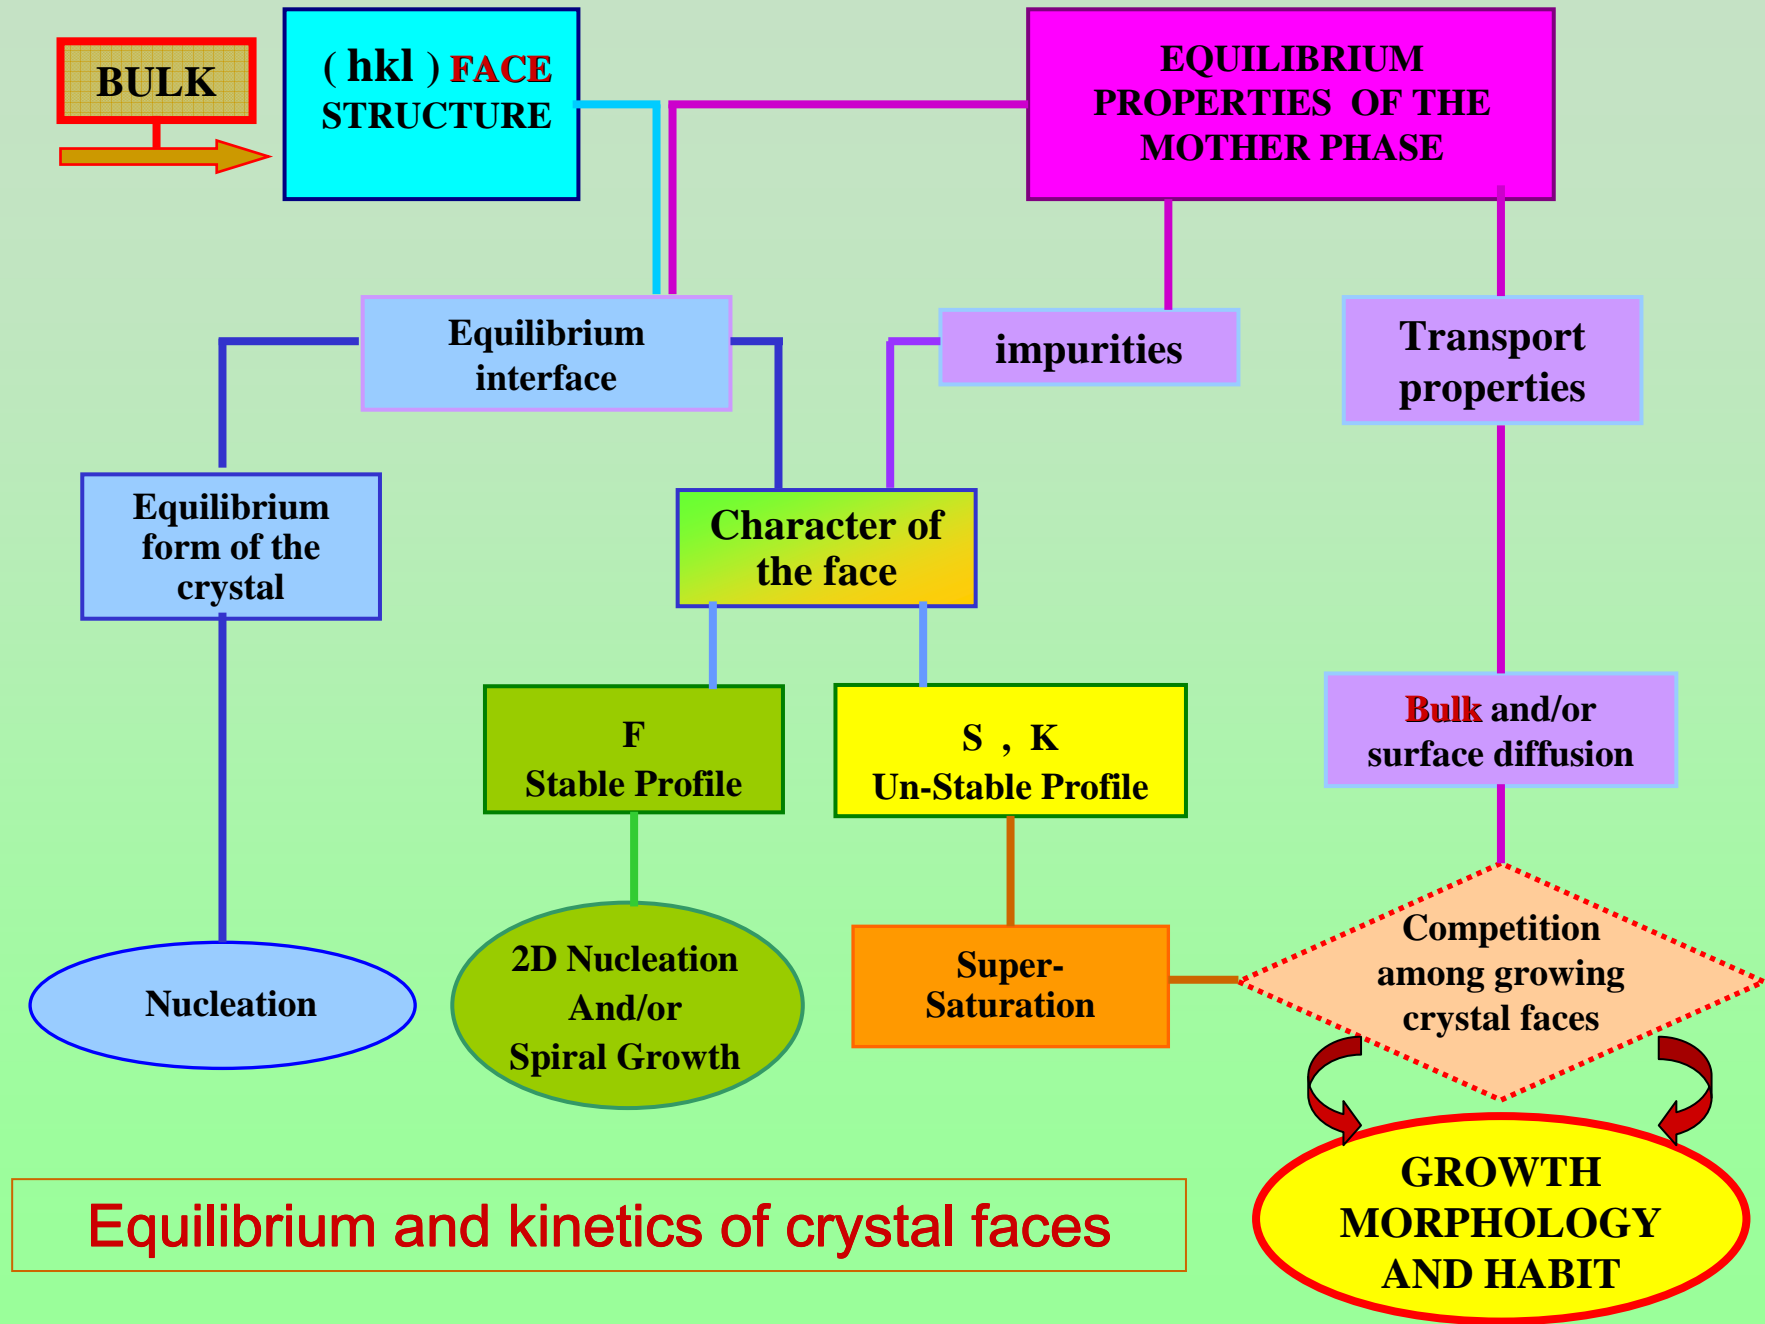 BULK
( hkl ) FACE
STRUCTURE
EQUILIBRIUM
PROPERTIES OF THE
MOTHER PHASE
Equilibrium
interface
impurities
Transport
properties
Equilibrium
form of the
crystal
Character of
the face
F
Stable Profile
S , K
Un-Stable Profile
Bulk and/or
surface diffusion
Nucleation
2D Nucleation
And/or
Spiral Growth
Super-
Saturation
Competition
among growing
crystal faces
GROWTH
MORPHOLOGY
AND HABIT
Equilibrium and kinetics of crystal faces